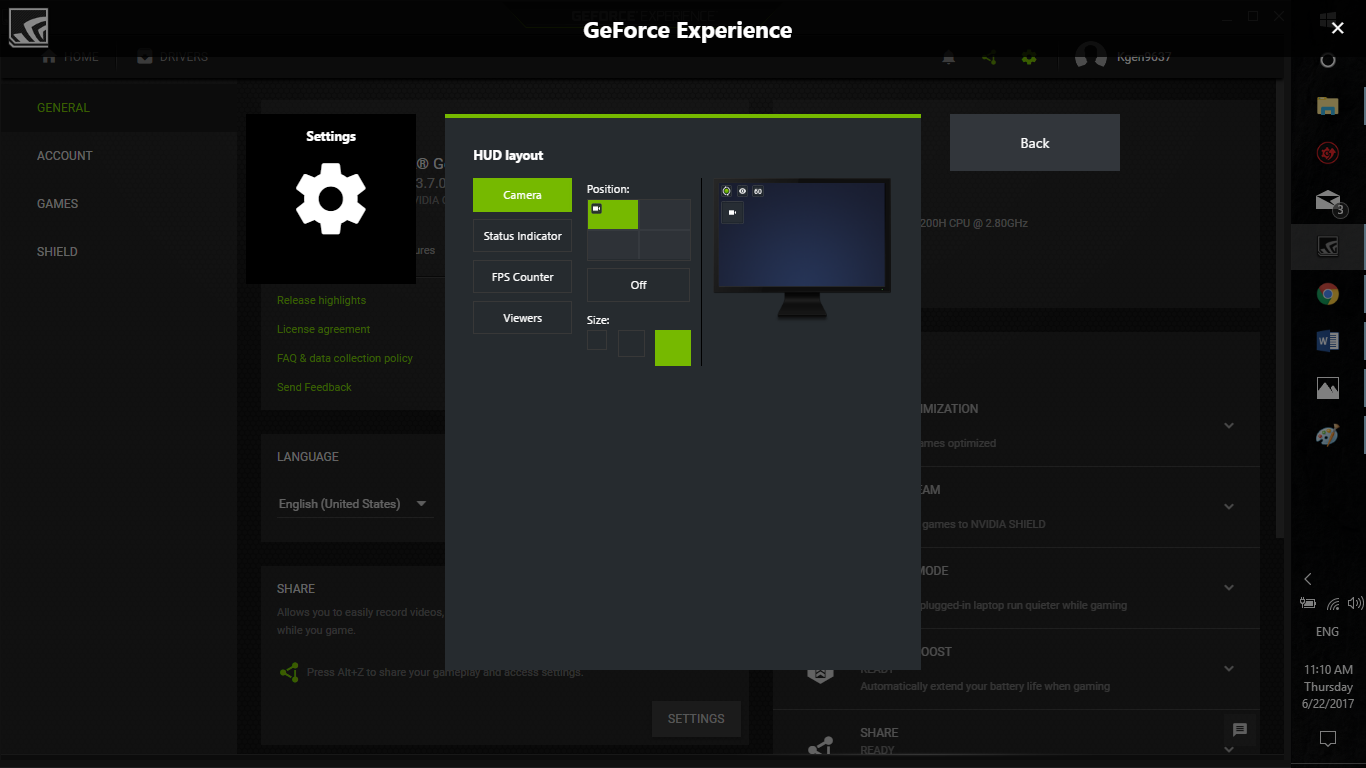 GeForce Experience
HOME
DRIVERS
Kgen9637
GENERAL
ACCOUNT
GAMES
SHIELD
Settings
® G
3.7.0
ures
Release highlights
License agreement
FAQ & data collection policy
Send Feedback
LANGUAGE
English (United States)
SHARE
Allows you to easily record videos,
while you game.
Press Alt+Z to share your gameplay and access settings.
SETTINGS
HUD layout
Camera
Status Indicator
FPS Counter
Viewers
Position:
Off
Size:
60
Back
200H CPU @ 2.80GHz
IMIZATION
ames optimized
EAM
games to NVIDIA SHIELD
MODE
plugged-in laptop run quieter while gaming
OOST
READY
Automatically extend your battery life when gaming
SHARE
READY
3
ENG
11:10 AM
Thursday
6/22/2017